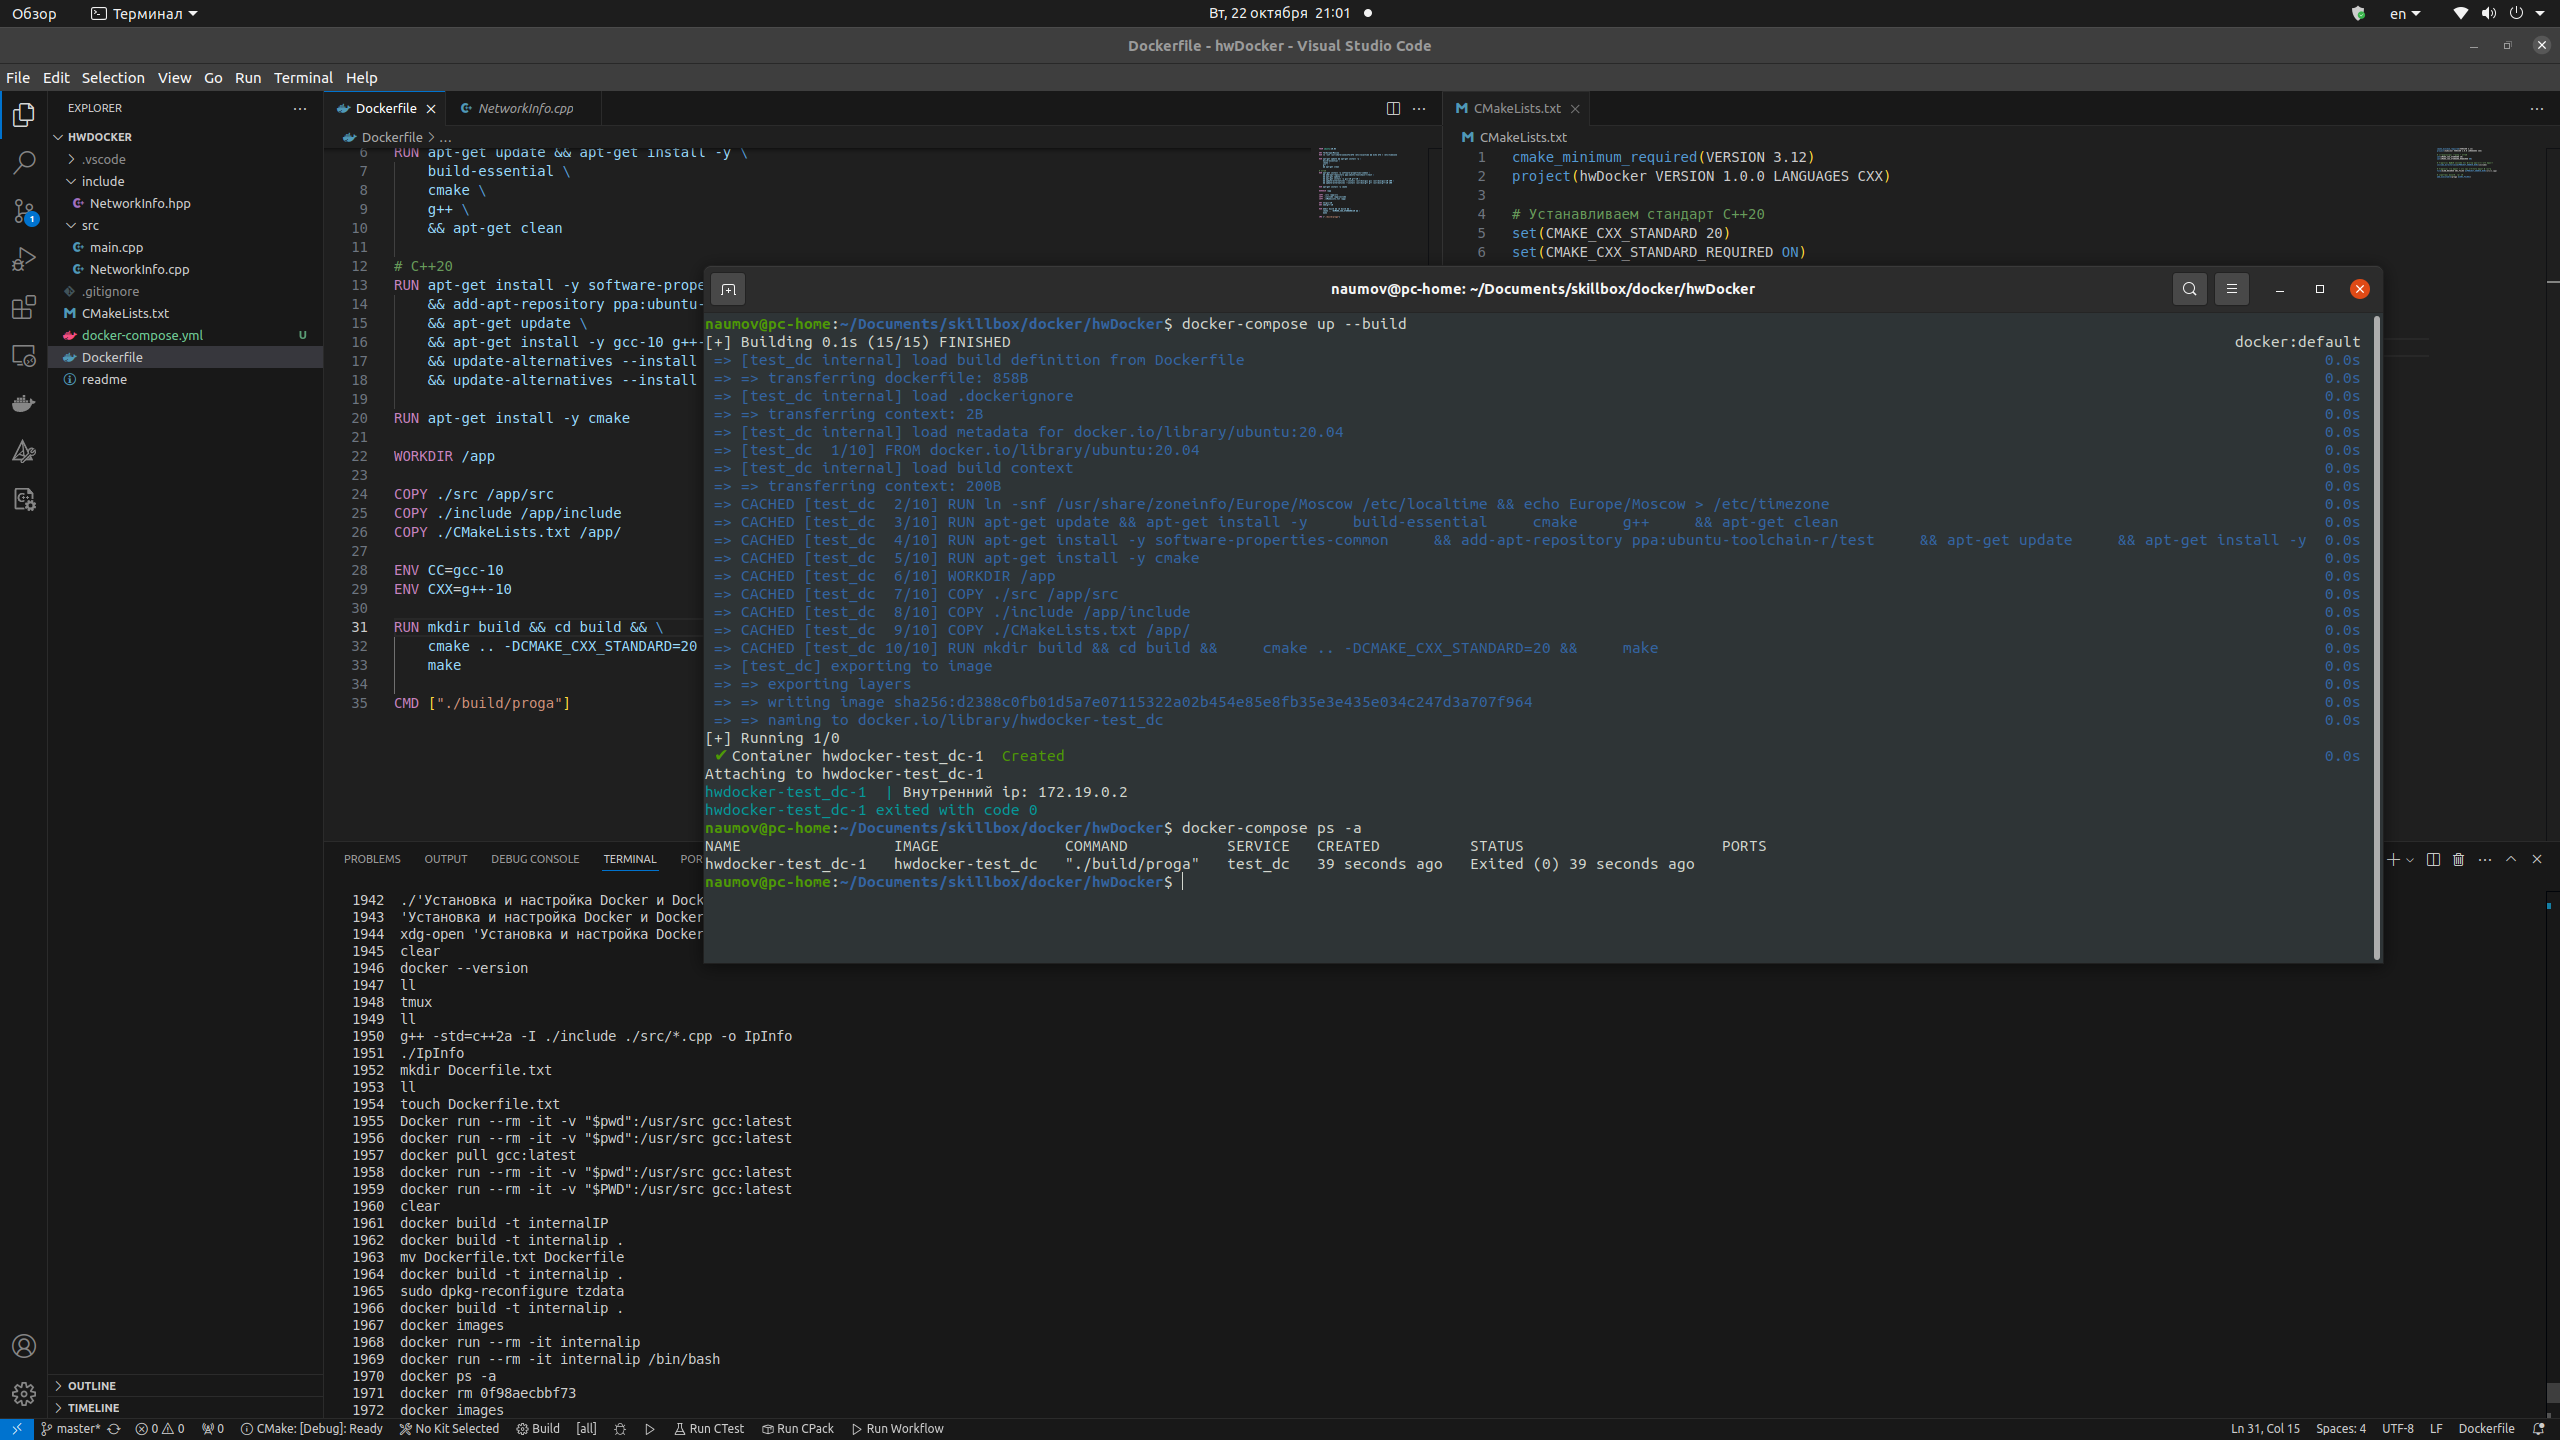 Обзор
Терминал
Вт, 22 октября 21:01
en
Dockerfile - hwDocker - Visual Studio Code
File Edit Selection View Go Run Terminal Help
EXPLORER
HWDOCKER
.vscode
include
NetworkInfo.hpp
src
main.cpp
NetworkInfo.cpp
.gitignore
CMakeLists.txt
docker-compose.yml U
Dockerfile
readme
OUTLINE
TIMELINE
1
Dockerfile
NetworkInfo.cpp
Dockerfile > ...
6 RUN apt-get update && apt-get install -y \
7 build-essential \
8 cmake \
9 g++ \
10 && apt-get clean
11
12 # C++20
13 RUN apt-get install -y software-prope
14 && add-apt-repository ppa:ubuntu-
15 && apt-get update \
16 && apt-get install -y gcc-10 g++-
17 && update-alternatives --install
18 && update-alternatives --install
19
20 RUN apt-get install -y cmake
21
22 WORKDIR /app
23
24 COPY ./src /app/src
25 COPY ./include /app/include
26 COPY ./CMakeLists.txt /app/
27
28 ENV CC=gcc-10
29 ENV CXX=g++-10
30
31 RUN mkdir build && cd build && \
32 cmake .. -DCMAKE_CXX_STANDARD=20
33 make
34
35 CMD ["./build/proga"]
CMakeLists.txt
CMakeLists.txt
1 cmake_minimum_required(VERSION 3.12)
2 project(hwDocker VERSION 1.0.0 LANGUAGES CXX)
3
4 # Устанавливаем стандарт C++20
5 set(CMAKE_CXX_STANDARD 20)
6 set(CMAKE_CXX_STANDARD_REQUIRED ON)
naumov@pc-home: ~/Documents/skillbox/docker/hwDocker
naumov@pc-home:~/Documents/skillbox/docker/hwDocker$ docker-compose up --build
[+] Building 0.1s (15/15) FINISHED docker:default
=> [test_dc internal] load build definition from Dockerfile 0.0s
=> => transferring dockerfile: 858B 0.0s
=> [test_dc internal] load .dockerignore 0.0s
=> => transferring context: 2B 0.0s
=> [test_dc internal] load metadata for docker.io/library/ubuntu:20.04 0.0s
=> [test_dc 1/10] FROM docker.io/library/ubuntu:20.04 0.0s
=> [test_dc internal] load build context 0.0s
=> => transferring context: 200B 0.0s
=> CACHED [test_dc 2/10] RUN ln -snf /usr/share/zoneinfo/Europe/Moscow /etc/localtime && echo Europe/Moscow > /etc/timezone 0.0s
=> CACHED [test_dc 3/10] RUN apt-get update && apt-get install -y build-essential cmake g++ && apt-get clean 0.0s
=> CACHED [test_dc 4/10] RUN apt-get install -y software-properties-common && add-apt-repository ppa:ubuntu-toolchain-r/test && apt-get update && apt-get install -y 0.0s
=> CACHED [test_dc 5/10] RUN apt-get install -y cmake 0.0s
=> CACHED [test_dc 6/10] WORKDIR /app 0.0s
=> CACHED [test_dc 7/10] COPY ./src /app/src 0.0s
=> CACHED [test_dc 8/10] COPY ./include /app/include 0.0s
=> CACHED [test_dc 9/10] COPY ./CMakeLists.txt /app/ 0.0s
=> CACHED [test_dc 10/10] RUN mkdir build && cd build && cmake .. -DCMAKE_CXX_STANDARD=20 && make 0.0s
=> [test_dc] exporting to image 0.0s
=> => exporting layers 0.0s
=> => writing image sha256:d2388c0fb01d5a7e07115322a02b454e85e8fb35e3e435e034c247d3a707f964 0.0s
=> => naming to docker.io/library/hwdocker-test_dc 0.0s
[+] Running 1/0
✔ Container hwdocker-test_dc-1 Created 0.0s
Attaching to hwdocker-test_dc-1
hwdocker-test_dc-1 | Внутренний ip: 172.19.0.2
hwdocker-test_dc-1 exited with code 0
naumov@pc-home:~/Documents/skillbox/docker/hwDocker$ docker-compose ps -a
NAME IMAGE COMMAND SERVICE CREATED STATUS PORTS
hwdocker-test_dc-1 hwdocker-test_dc "./build/proga" test_dc 39 seconds ago Exited (0) 39 seconds ago
naumov@pc-home:~/Documents/skillbox/docker/hwDocker$
PROBLEMS OUTPUT DEBUG CONSOLE TERMINAL POR
1942 ./'Установка и настройка Docker и Dock
1943 'Установка и настройка Docker и Docker
1944 xdg-open 'Установка и настройка Docker
1945 clear
1946 docker --version
1947 ll
1948 tmux
1949 ll
1950 g++ -std=c++2a -I ./include ./src/*.cpp -o IpInfo
1951 ./IpInfo
1952 mkdir Docerfile.txt
1953 ll
1954 touch Dockerfile.txt
1955 Docker run --rm -it -v "$pwd":/usr/src gcc:latest
1956 docker run --rm -it -v "$pwd":/usr/src gcc:latest
1957 docker pull gcc:latest
1958 docker run --rm -it -v "$pwd":/usr/src gcc:latest
1959 docker run --rm -it -v "$PWD":/usr/src gcc:latest
1960 clear
1961 docker build -t internalIP
1962 docker build -t internalip .
1963 mv Dockerfile.txt Dockerfile
1964 docker build -t internalip .
1965 sudo dpkg-reconfigure tzdata
1966 docker build -t internalip .
1967 docker images
1968 docker run --rm -it internalip
1969 docker run --rm -it internalip /bin/bash
1970 docker ps -a
1971 docker rm 0f98aecbbf73
1972 docker images
master* 0 0 0 CMake: [Debug]: Ready No Kit Selected Build [all] Run CTest Run CPack Run Workflow
Ln 31, Col 15 Spaces: 4 UTF-8 LF Dockerfile